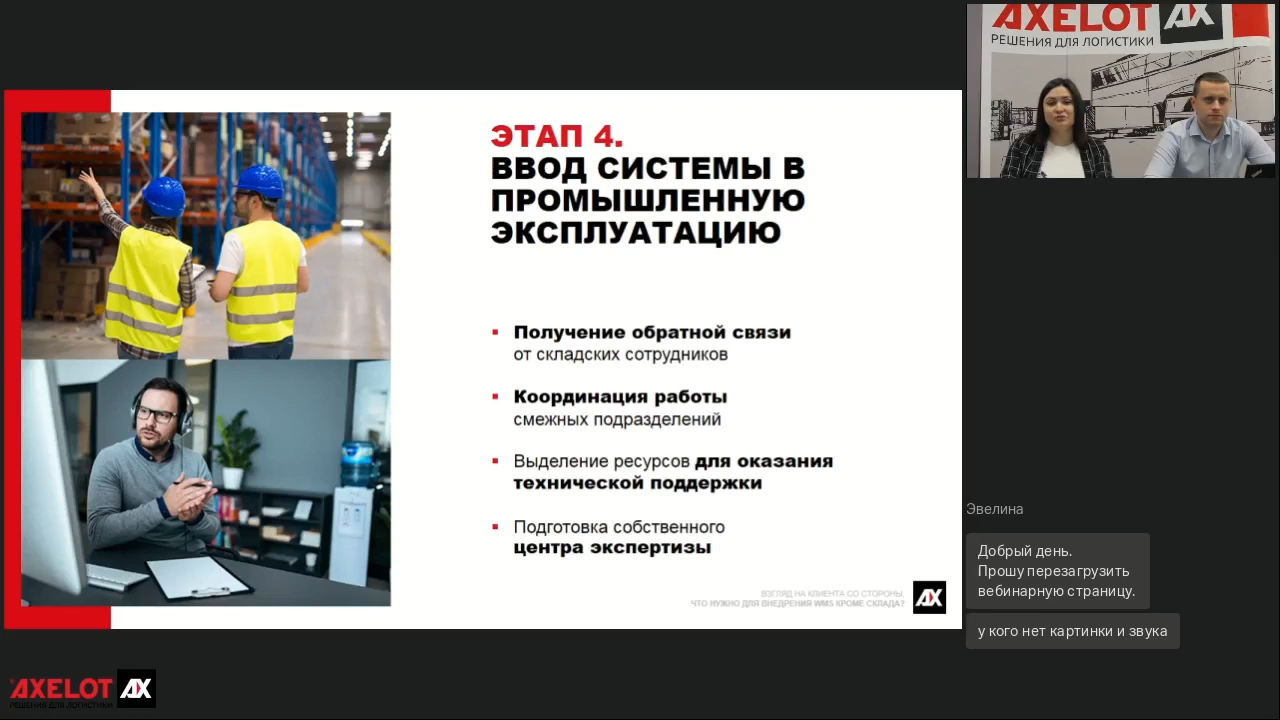 ЭТАП 4.
ВВОД СИСТЕМЫ В
ПРОМЫШЛЕННУЮ
ЭКСПЛУАТАЦИЮ
▪ Получение обратной связи
от складских сотрудников
▪ Координация работы
смежных подразделений
▪ Выделение ресурсов для оказания
технической поддержки
▪ Подготовка собственного
центра экспертизы
ВЗГЛЯД НА КЛИЕНТА СО СТОРОНЫ.
ЧТО НУЖНО ДЛЯ ВНЕДРЕНИЯ WMS КРОМЕ СКЛАДА?
AX
AXELOT AX
РЕШЕНИЯ ДЛЯ ЛОГИСТИКИ
Эвелина
Добрый день.
Прошу перезагрузить
вебинарную страницу.
у кого нет картинки и звука
AXELOT AX
РЕШЕНИЯ ДЛЯ ЛОГИСТИКИ